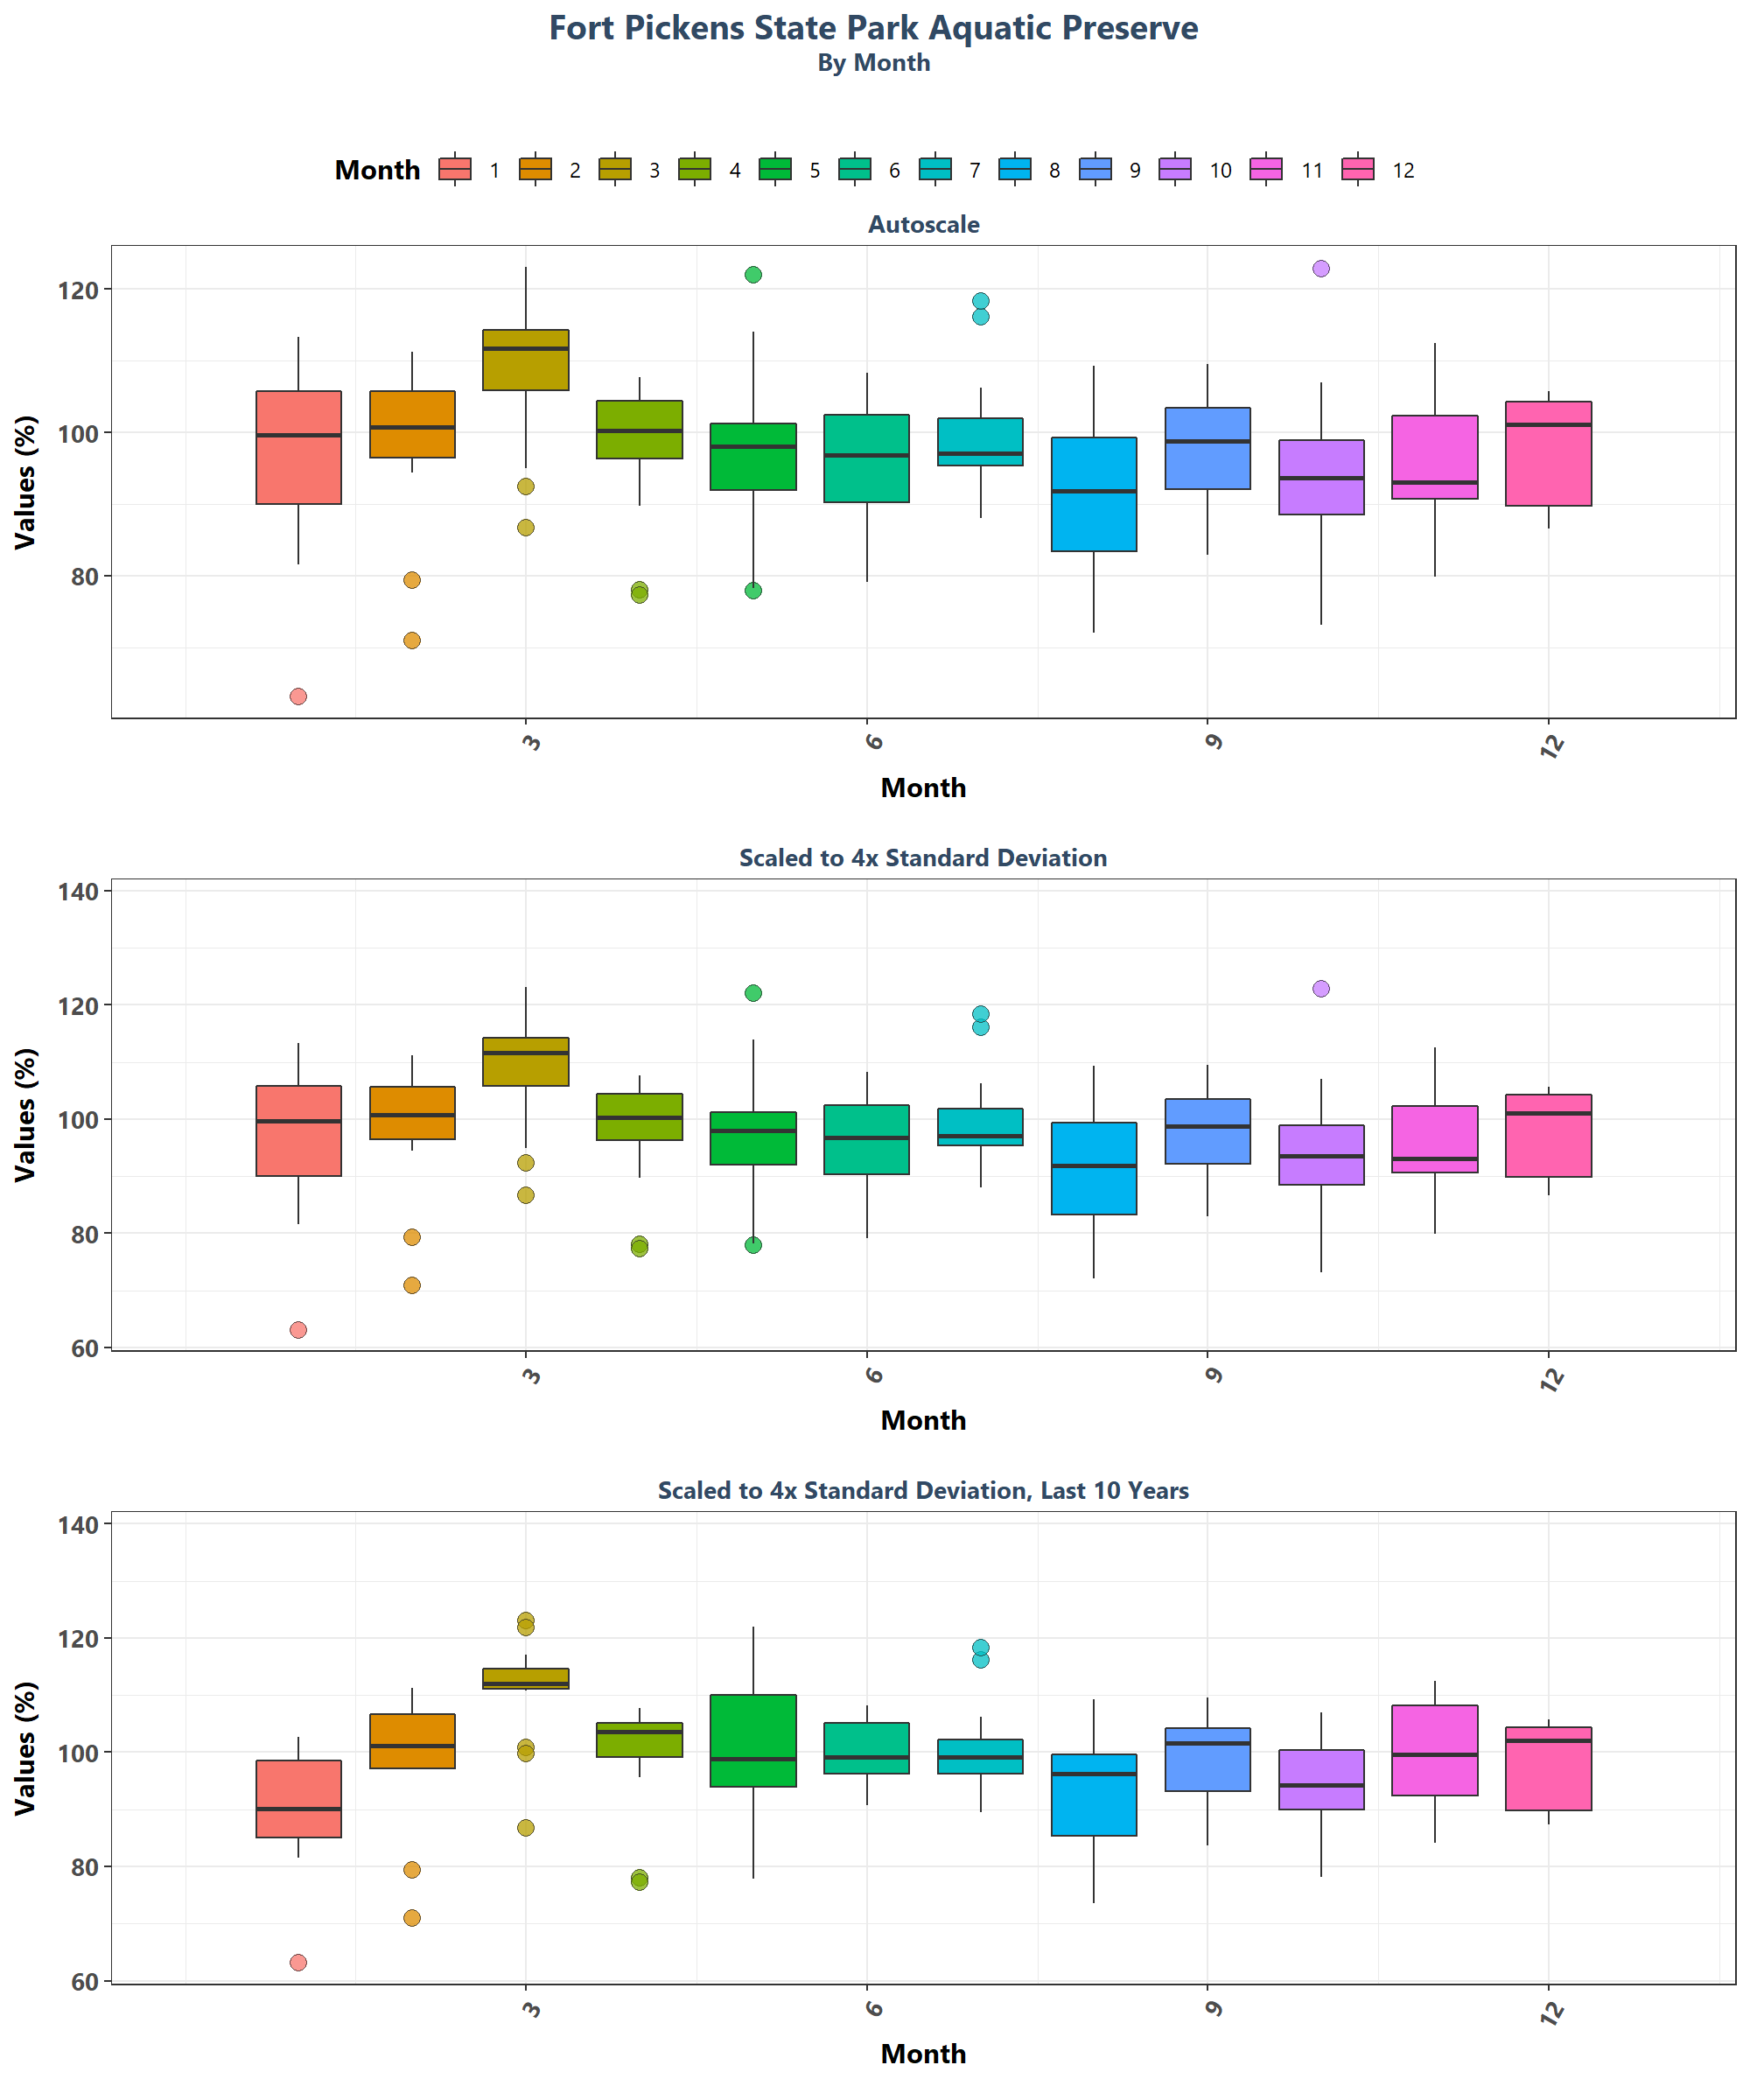 Fort Pickens State Park Aquatic Preserve
By Month
Month 1 2 3 4 5 6 7 8 9 10 11 12
Autoscale
Values (%)
120
100
80
3 6 9 12
Month
Scaled to 4x Standard Deviation
Values (%)
140
120
100
80
60
3 6 9 12
Month
Scaled to 4x Standard Deviation, Last 10 Years
Values (%)
140
120
100
80
60
3 6 9 12
Month